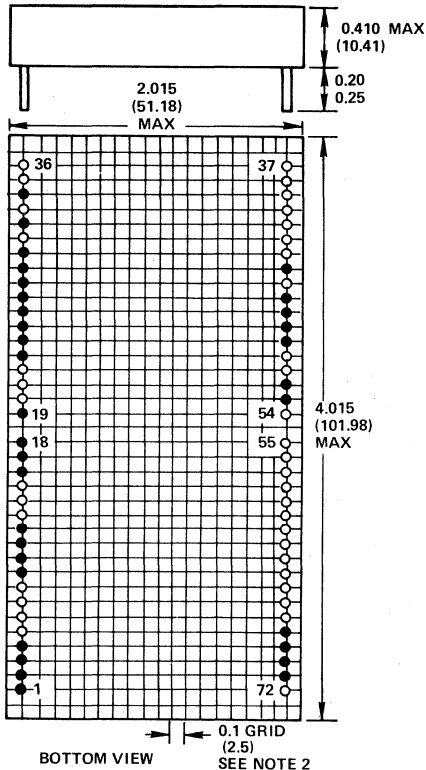 0.410 MAX
(10.41)
0.20
0.25
2.015
(51.18)
MAX
36
37
19
54
18
55
4.015
(101.98)
MAX
1
72
0.1 GRID
(2.5)
BOTTOM VIEW
SEE NOTE 2